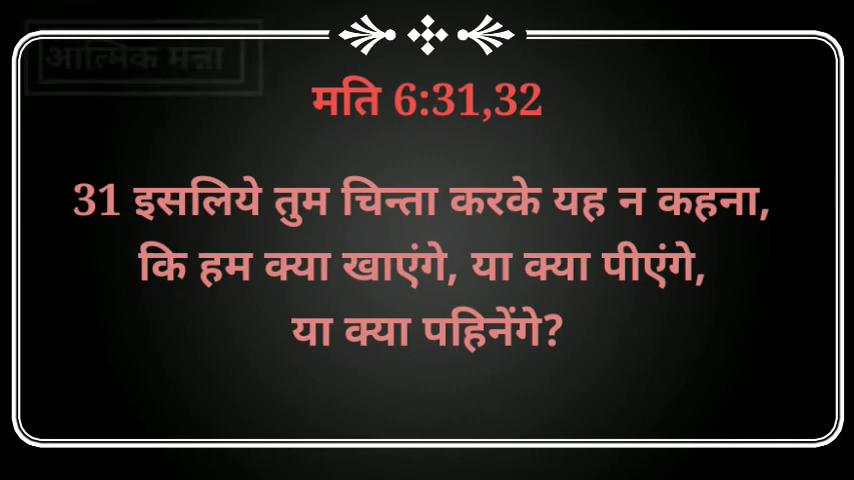 आत्मिक मन्ना
मति 6:31,32
31 इसलिये तुम चिन्ता करके यह न कहना,
कि हम क्या खाएंगे, या क्या पीएंगे,
या क्या पहिनेंगे?